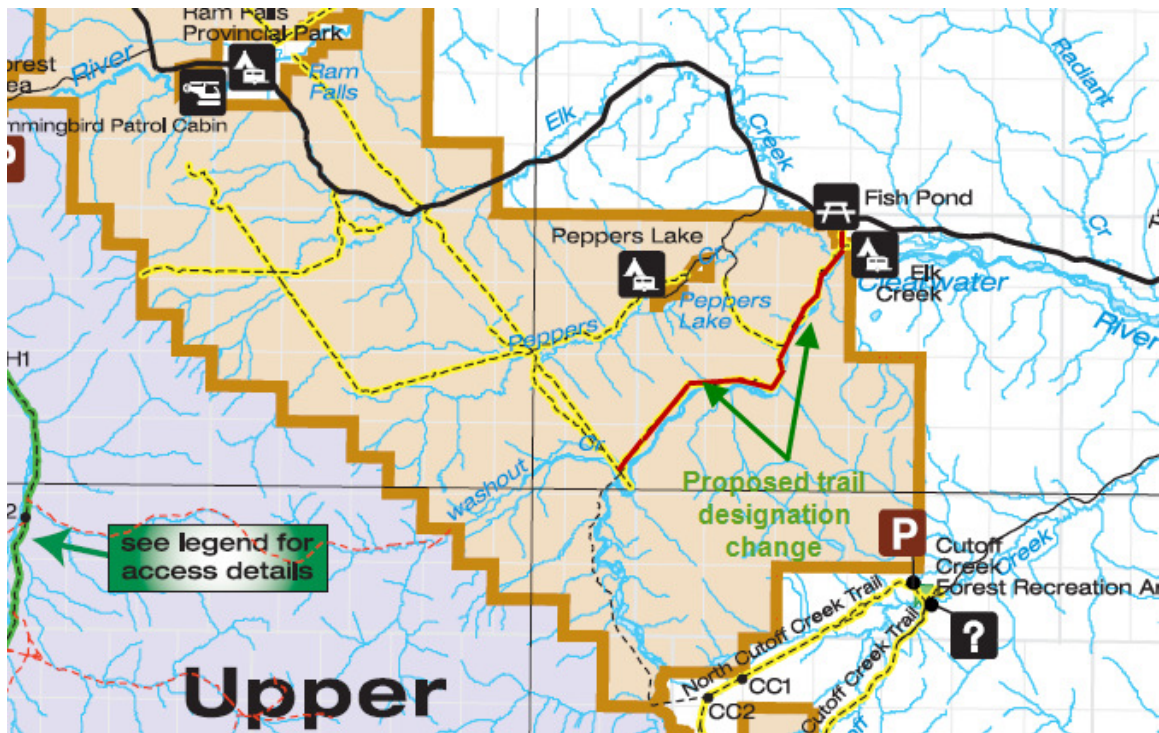 Ram Falls
Provincial Park
River
Ram
Falls
Patrol Cabin
P
Elk
Creek
Radiant
Cr
Fish Pond
Elk
Creek
Clearwater
River
Peppers Lake
Cr
Peppers
Lake
Peppers
H1
Cr
washout
Proposed trail
designation
change
2
see legend for
access details
P
Cutoff
Creek
Forest Recreation Ar
Creek
?
North Cutoff Creek Trail
CC1
CC2
Cutoff Creek Trail
Upper